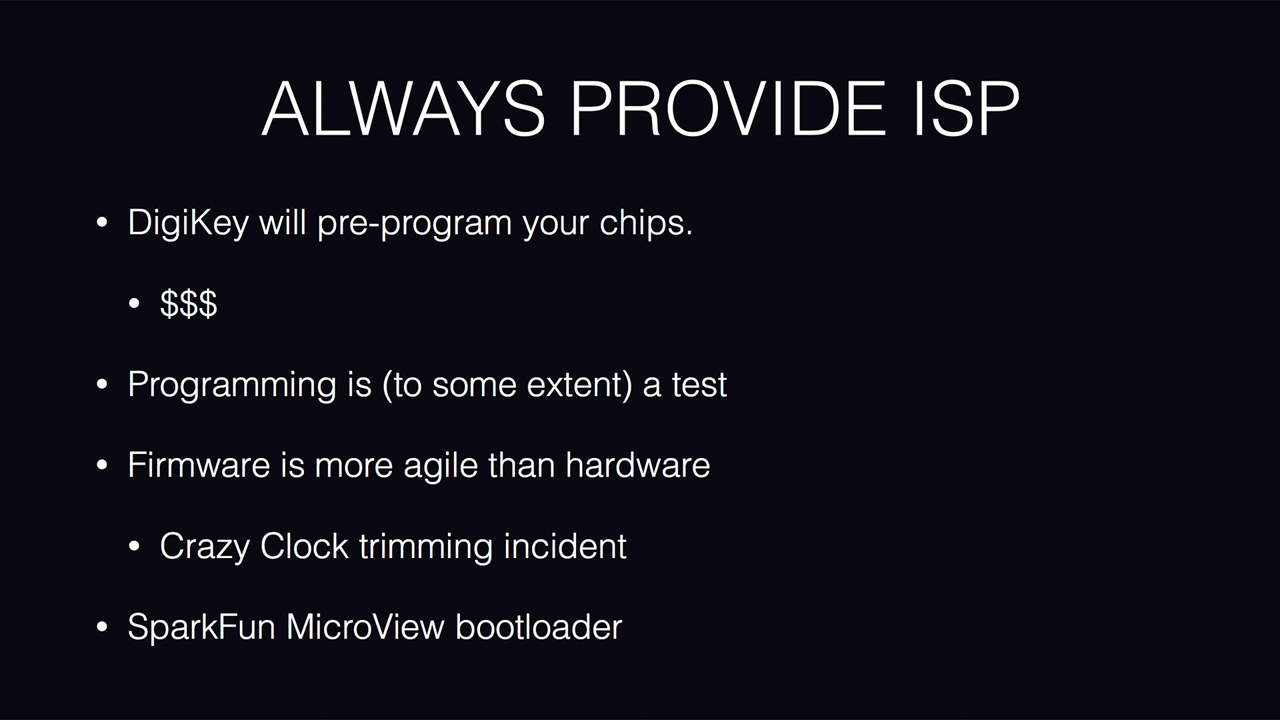 ALWAYS PROVIDE ISP
• DigiKey will pre-program your chips.
• $$$
• Programming is (to some extent) a test
• Firmware is more agile than hardware
• Crazy Clock trimming incident
• SparkFun MicroView bootloader